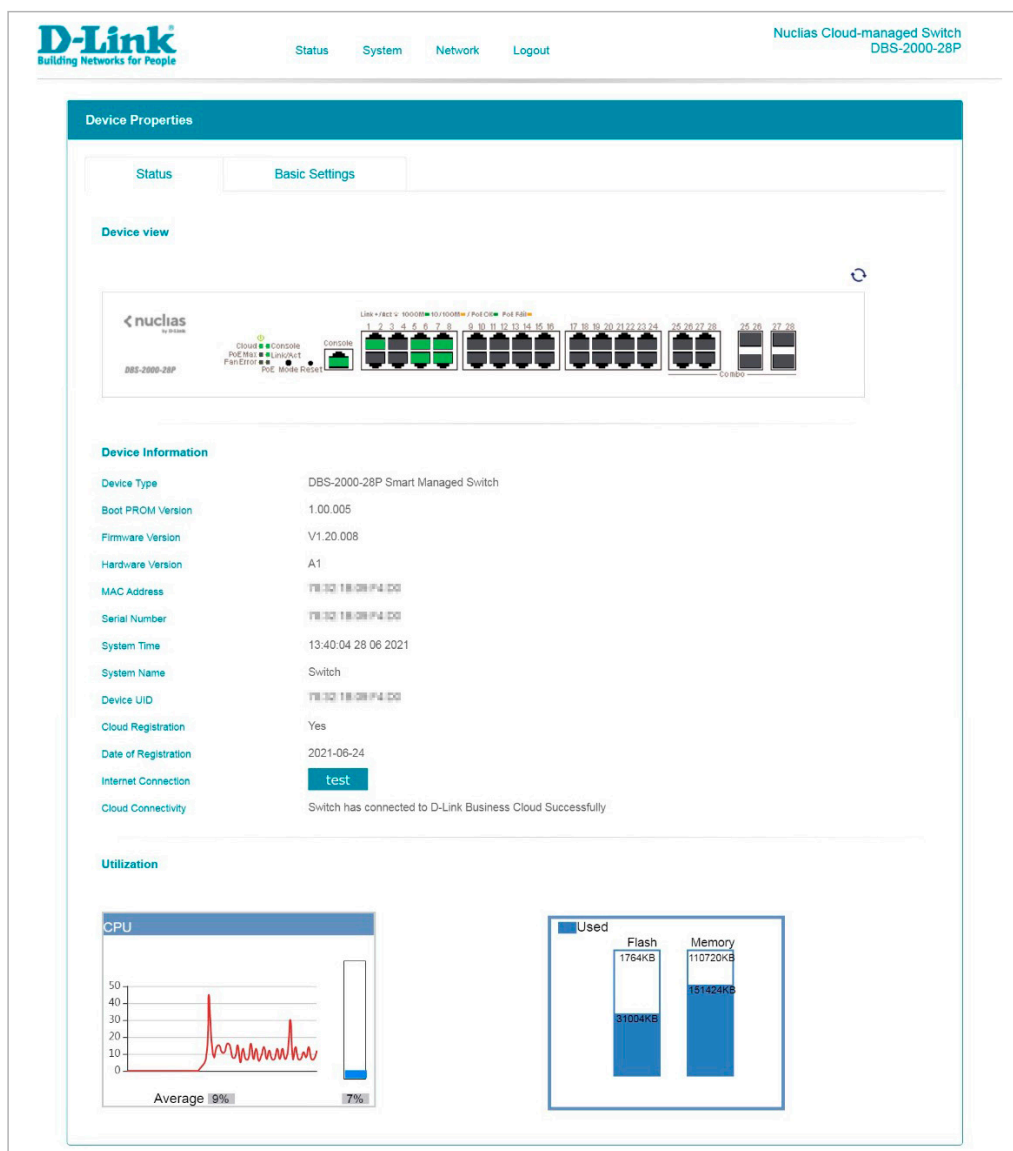 D-Link
Building Networks for People
Status System Network Logout
Nuclias Cloud-managed Switch
DBS-2000-28P
Device Properties
Status Basic Settings
Device view
nuclias
by D-Link
DBS-2000-28P
Cloud Console
PoE Max Link/Act
Fan Error
PoE Mode Reset
Console
1 2 3 4 5 6 7 8 9 10 11 12 13 14 15 16 17 18 19 20 21 22 23 24 25 26 27 28 25 26 27 28
Combo
Device Information
Device Type DBS-2000-28P Smart Managed Switch
Boot PROM Version 1.00.005
Firmware Version V1.20.008
Hardware Version A1
MAC Address
Serial Number
System Time 13:40:04 28 06 2021
System Name Switch
Device UID
Cloud Registration Yes
Date of Registration 2021-06-24
Internet Connection test
Cloud Connectivity Switch has connected to D-Link Business Cloud Successfully
Utilization
CPU
50
40
30
20
10
0
Average 9% 7%
Used
Flash Memory
1764KB 110720KB
151424KB
31004KB